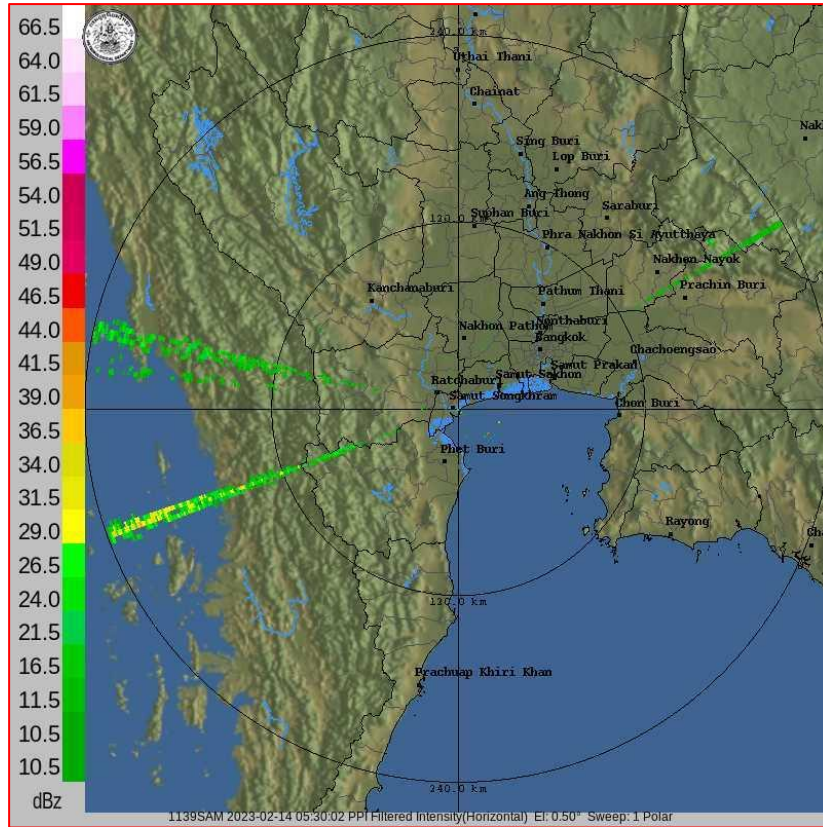 66.5
64.0
61.5
59.0
56.5
54.0
51.5
49.0
46.5
44.0
41.5
39.0
36.5
34.0
31.5
29.0
26.5
24.0
21.5
16.5
11.5
10.5
dBz
240.0 km
Uthai Thani
Chainat
Sing Buri
Lop Buri
Ang Thong
Suphan Buri
Saraburi
120.0 km
Phra Nakhon Si Ayutthaya
Nakhon Nayok
Kanchanaburi
Pathum Thani
Prachin Buri
Nonthaburi
Nakhon Pathom
Bangkok
Chachoengsao
Samut Prakan
Samut Sakhon
Ratchaburi
Samut Songkhram
Chon Buri
Phet Buri
Rayong
120.0 km
Prachuap Khiri Khan
240.0 km
1139SAM 2023-02-14 05:30:02 PPI Filtered Intensity(Horizontal) El: 0.50° Sweep: 1 Polar